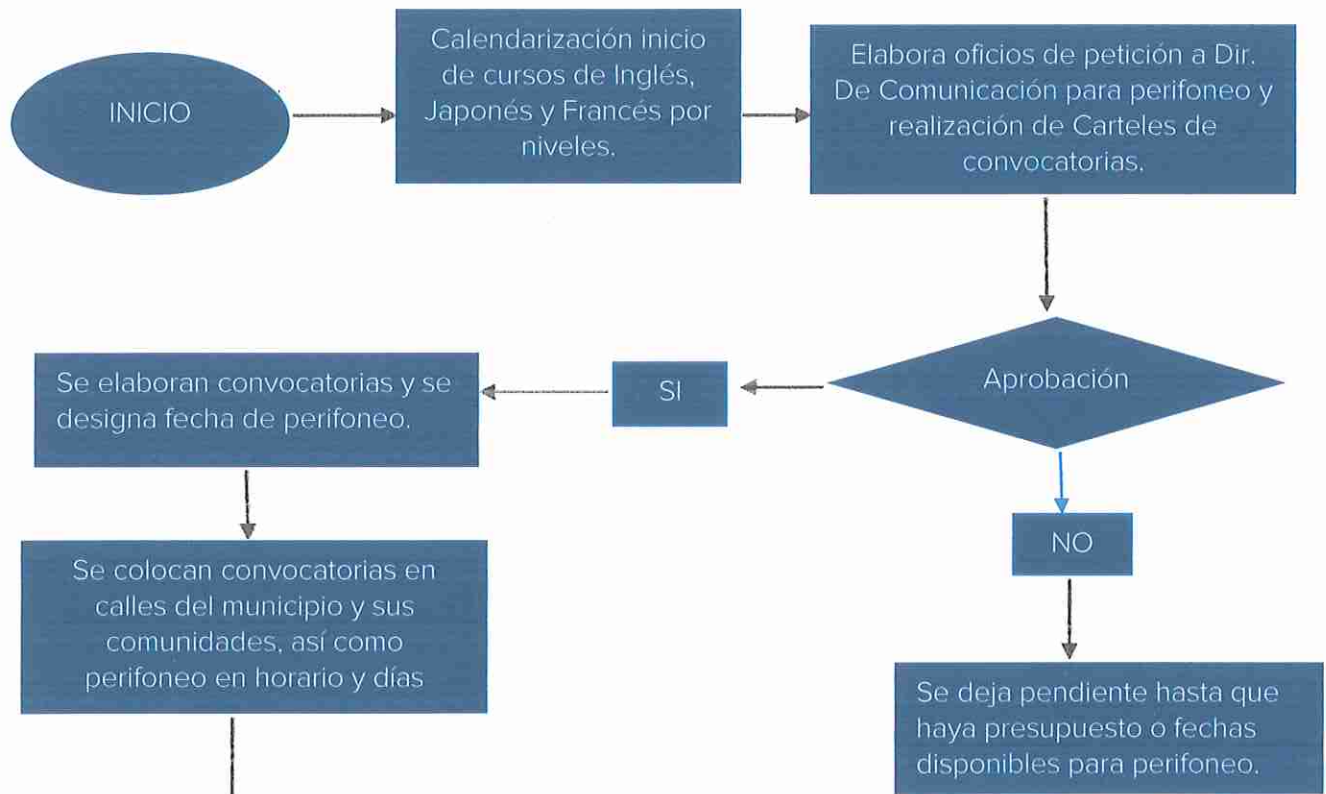 INICIO
Calendarización inicio
de cursos de Inglés,
Japonés y Francés por
niveles.
Elabora oficios de petición a Dir.
De Comunicación para perifoneo y
realización de Carteles de
convocatorias.
Aprobación
SI
Se elaboran convocatorias y se
designa fecha de perifoneo.
NO
Se colocan convocatorias en
calles del municipio y sus
comunidades, así como
perifoneo en horario y días
Se deja pendiente hasta que
haya presupuesto o fechas
disponibles para perifoneo.